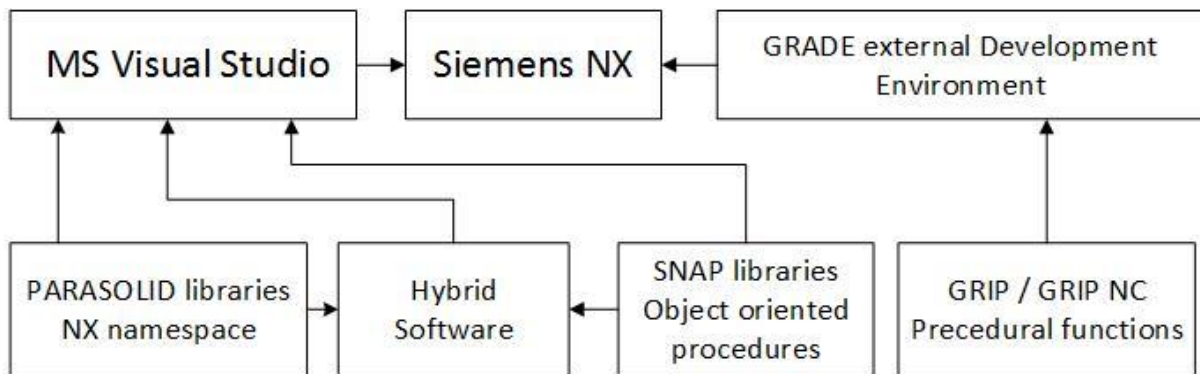 MS Visual Studio
Siemens NX
GRADE external Development
Environment
PARASOLID libraries
NX namespace
Hybrid
Software
SNAP libraries
Object oriented
procedures
GRIP / GRIP NC
Precedural functions